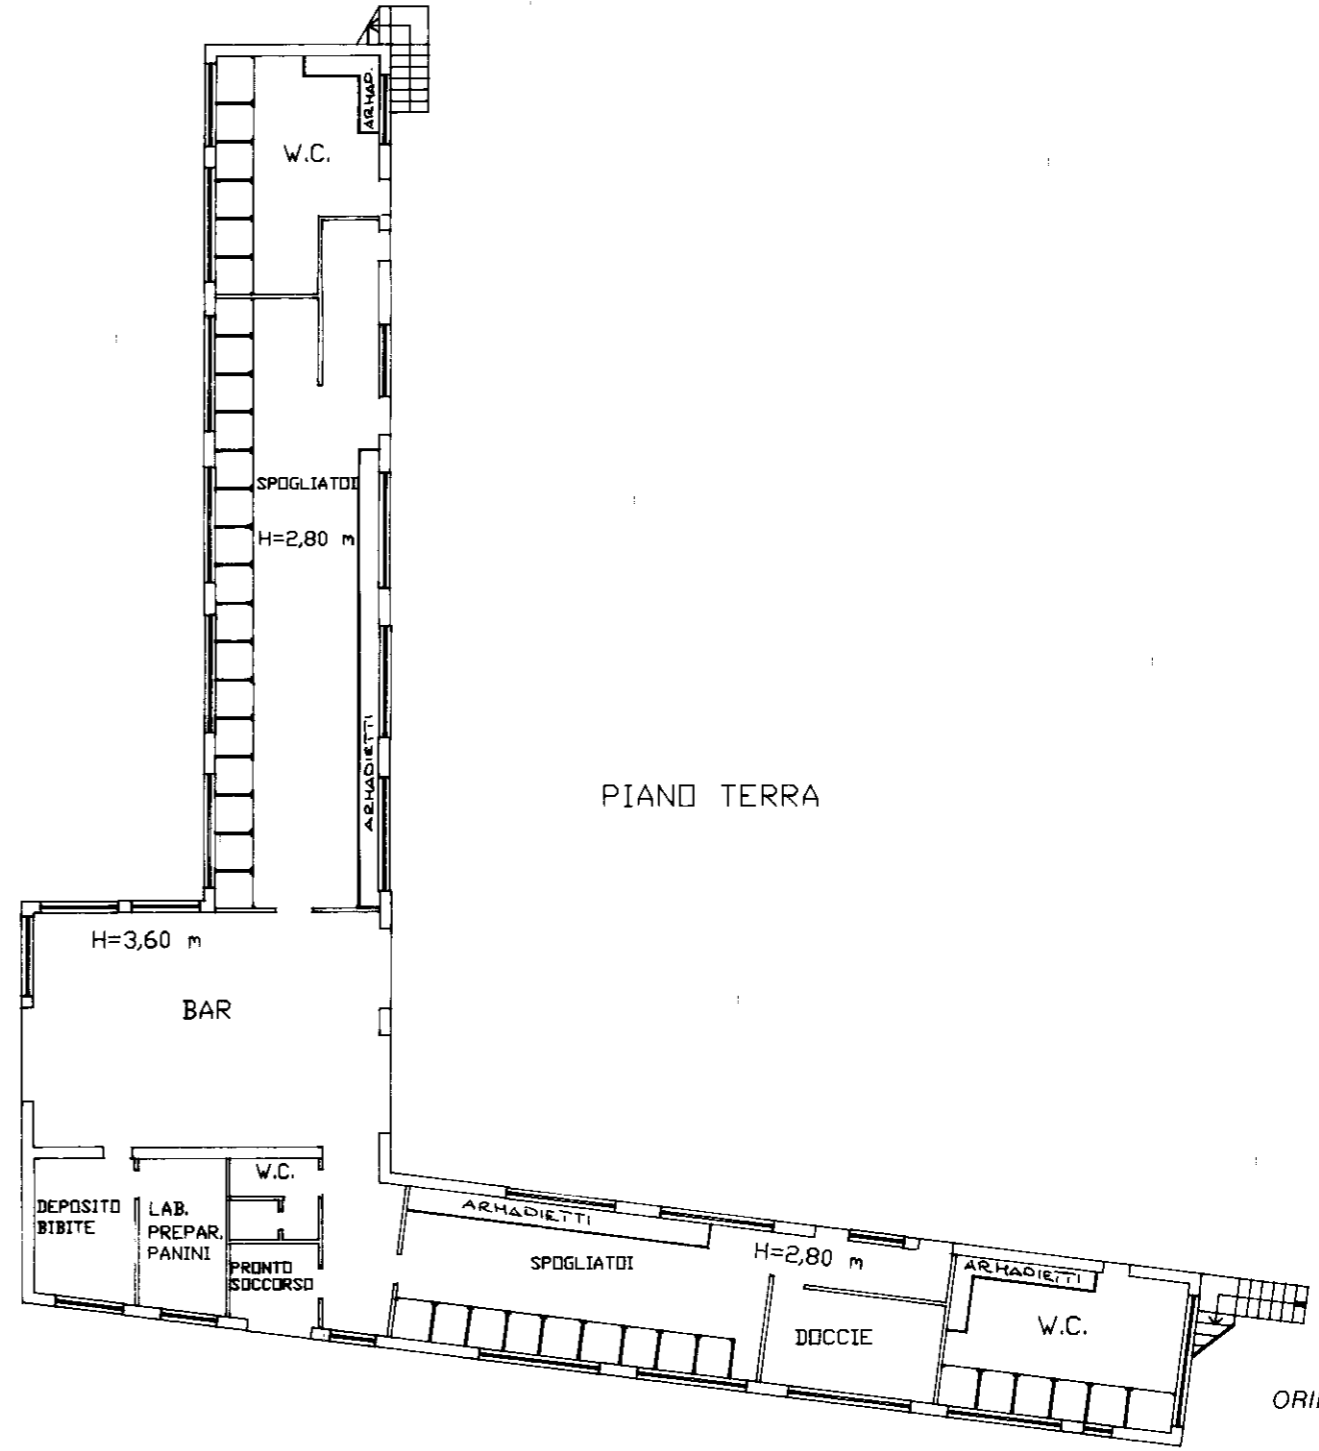 ARMAD.
W.C.
SPOGLIATOI
H=2,80 m
ARMADIETTI
PIANO TERRA
H=3,60 m
BAR
W.C.
DEPOSITO
BIBITE
LAB.
PREPAR.
PANINI
PRONTO
SOCCORSO
ARMADIETTI
SPOGLIATOI
H=2,80 m
DOCCIE
ARMADIETTI
W.C.